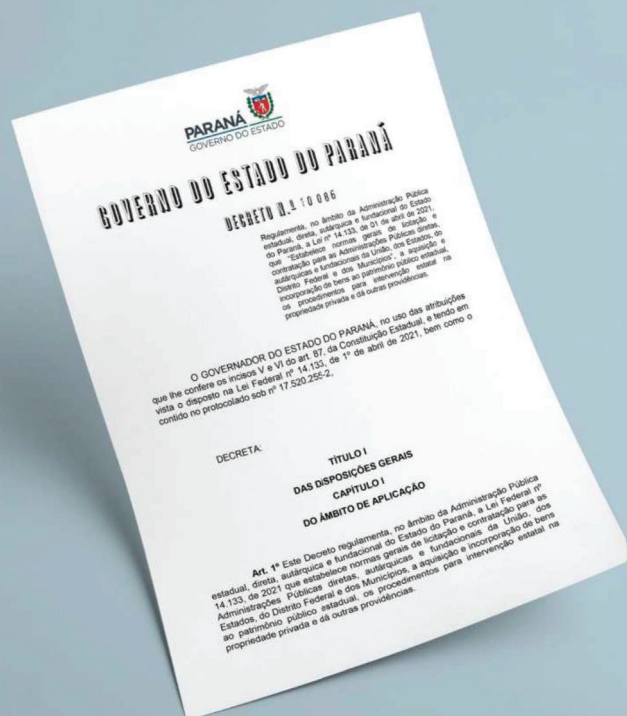 PARANÁ
GOVERNO DO ESTADO
GOVERNO DO ESTADO DO PARANÁ
DECRETO N.º 10086
Regulamenta, no âmbito da Administração Pública
estadual, direta, autárquica e fundacional do Estado
do Paraná, a Lei nº 14.133, de 01 de abril de 2021,
que "Estabelece normas gerais de licitação e
contratação para as Administrações Públicas diretas,
autárquicas e fundacionais da União, dos Estados, do
Distrito Federal e dos Municípios", a aquisição e
incorporação de bens ao patrimônio público estadual,
os procedimentos para intervenção estatal na
propriedade privada e dá outras providências.
O GOVERNADOR DO ESTADO DO PARANÁ, no uso das atribuições
que lhe confere os incisos V e VI do art. 87, da Constituição Estadual, e tendo em
vista o disposto na Lei Federal nº 14.133, de 1º de abril de 2021, bem como o
contido no protocolado sob nº 17.520.255-2,
DECRETA:
TÍTULO I
DAS DISPOSIÇÕES GERAIS
CAPÍTULO I
DO ÂMBITO DE APLICAÇÃO
Art. 1º Este Decreto regulamenta, no âmbito da Administração Pública
estadual, direta, autárquica e fundacional do Estado do Paraná, a Lei Federal nº
14.133, de 2021 que estabelece normas gerais de licitação e contratação para as
Administrações Públicas diretas, autárquicas e fundacionais da União, dos
Estados, do Distrito Federal e dos Municípios, a aquisição e incorporação de bens
ao patrimônio público estadual, os procedimentos para intervenção estatal na
propriedade privada e dá outras providências.